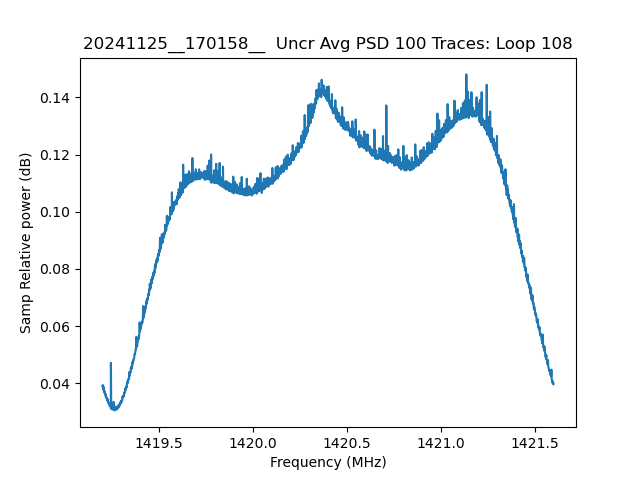 20241125__170158__  Uncr Avg PSD 100 Traces: Loop 108
Samp Relative power (dB)
0.14
0.12
0.10
0.08
0.06
0.04
1419.5 1420.0 1420.5 1421.0 1421.5
Frequency (MHz)